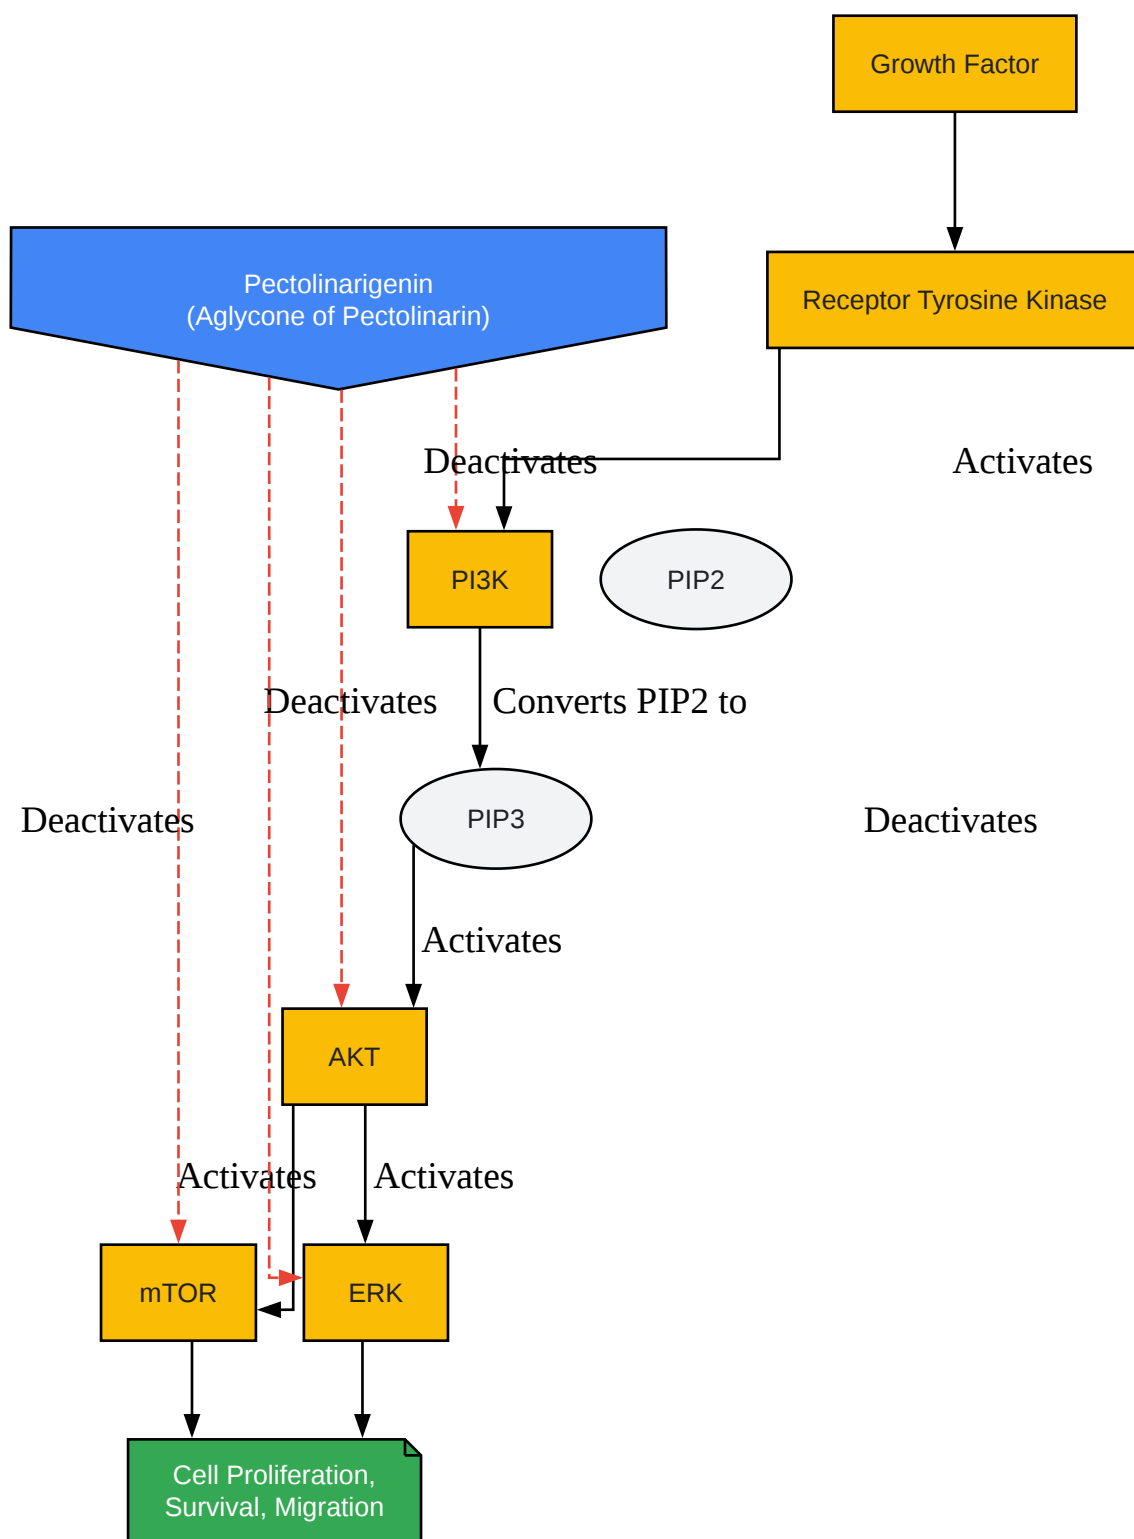 Growth Factor
Pectolinarigenin
(Aglycone of Pectolinarin)
Receptor Tyrosine Kinase
Deactivates
Activates
PI3K
PIP2
Deactivates
Converts PIP2 to
Deactivates
PIP3
Deactivates
Activates
AKT
Activates
Activates
mTOR
ERK
Cell Proliferation,
Survival, Migration